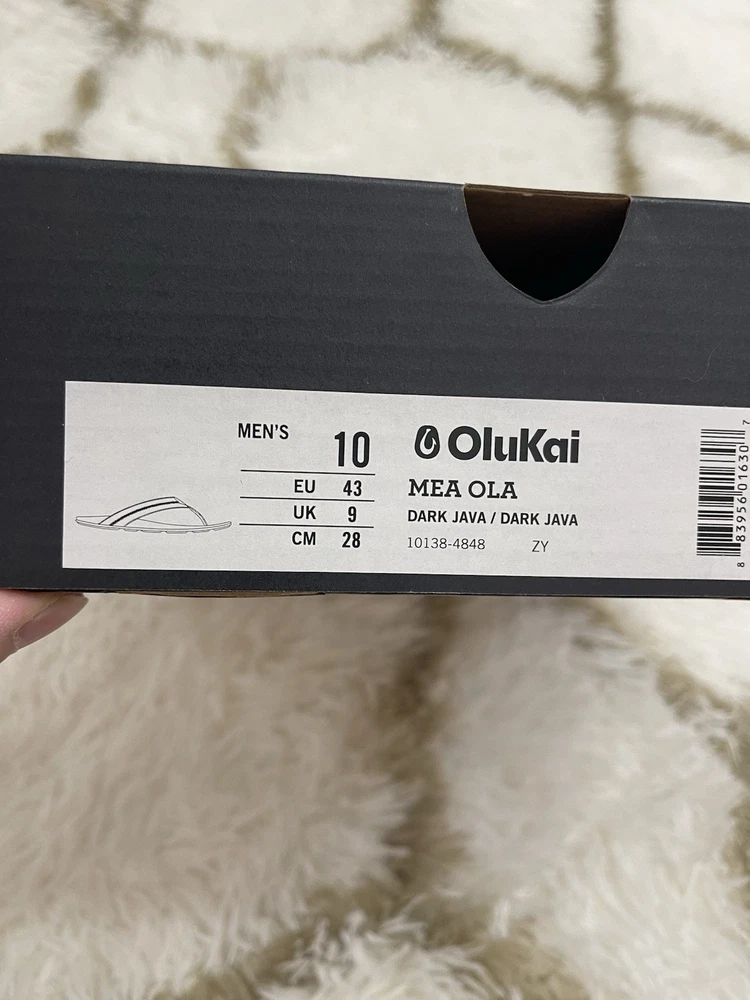 MEN'S 10
EU 43
UK 9
CM 28
OluKai
MEA OLA
DARK JAVA / DARK JAVA
10138-4848 ZY
8 83956 01630 7